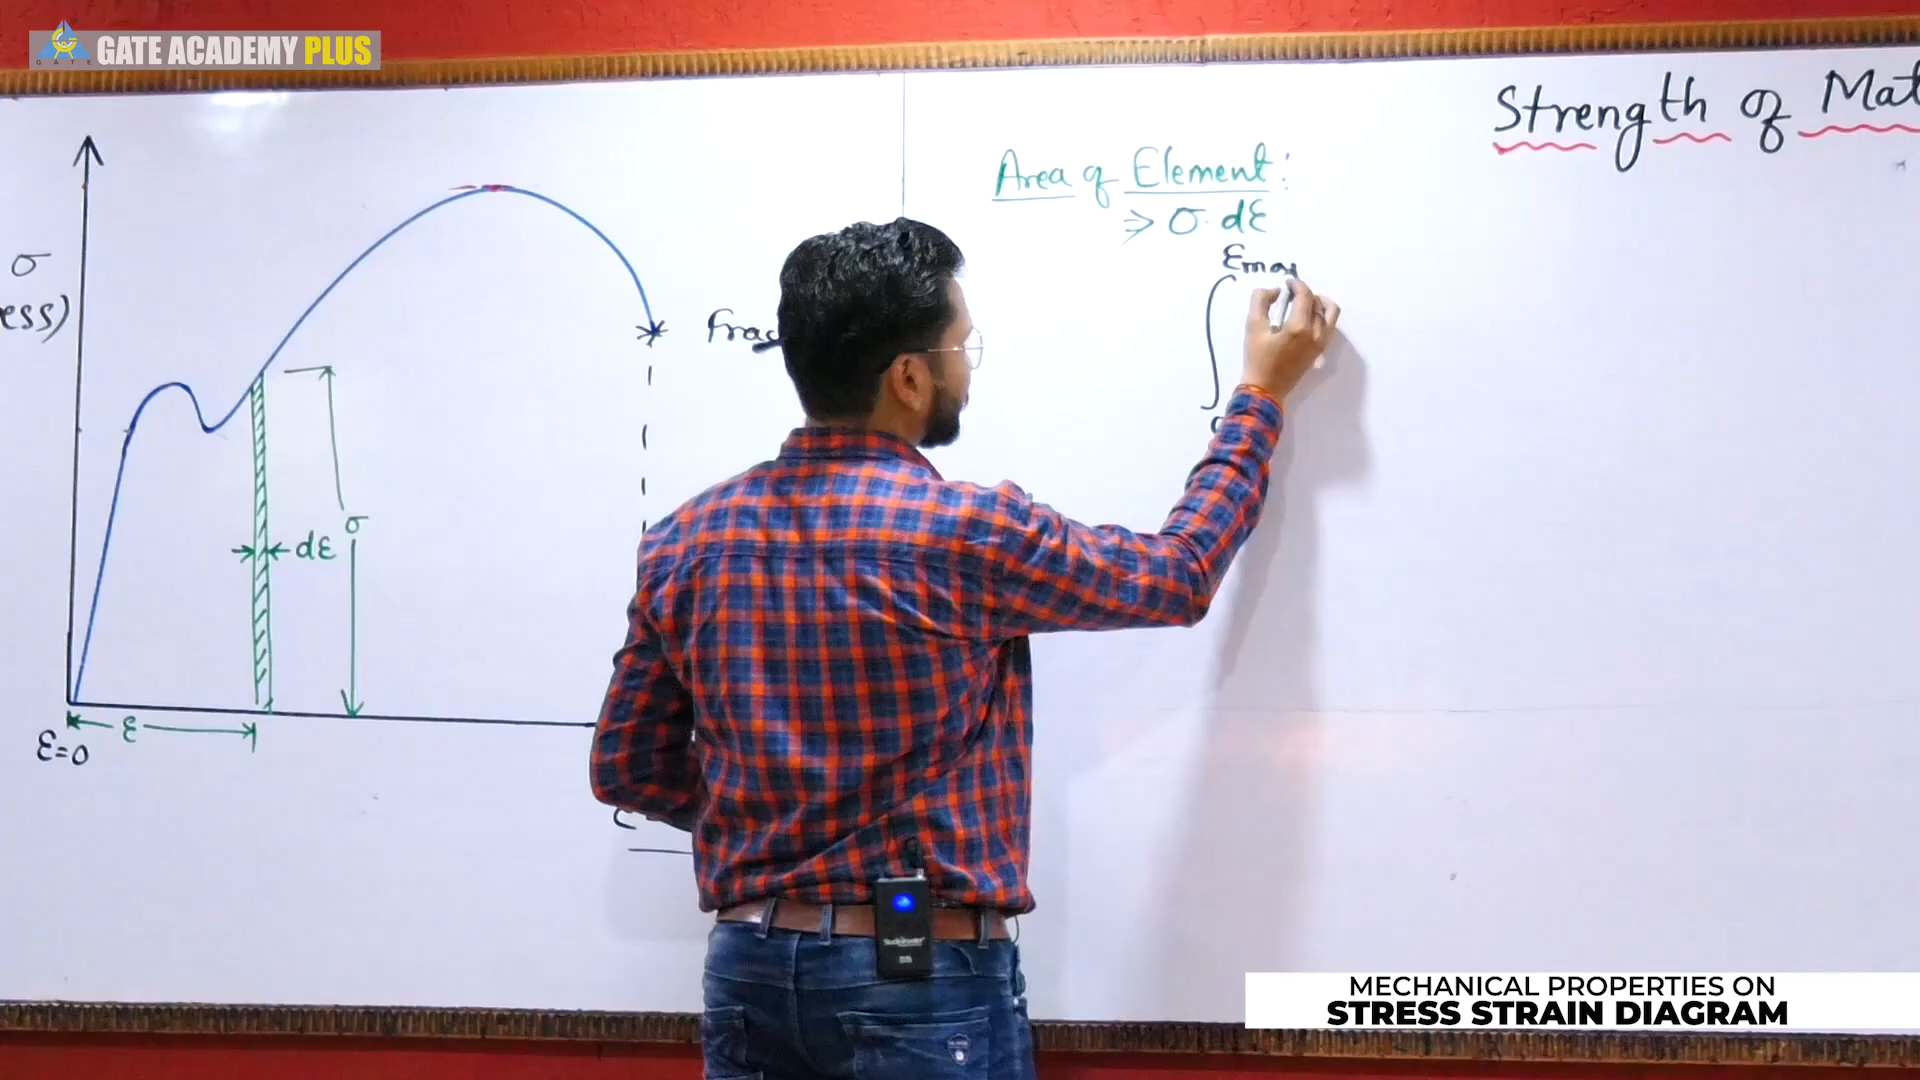 GATE ACADEMY PLUS
GATE
Strength of Mat
Area of Element:
⇒ σ. dε
εmax
∫
σ
ess)
Frac
σ
dε
ε
ε=0
MECHANICAL PROPERTIES ON
STRESS STRAIN DIAGRAM